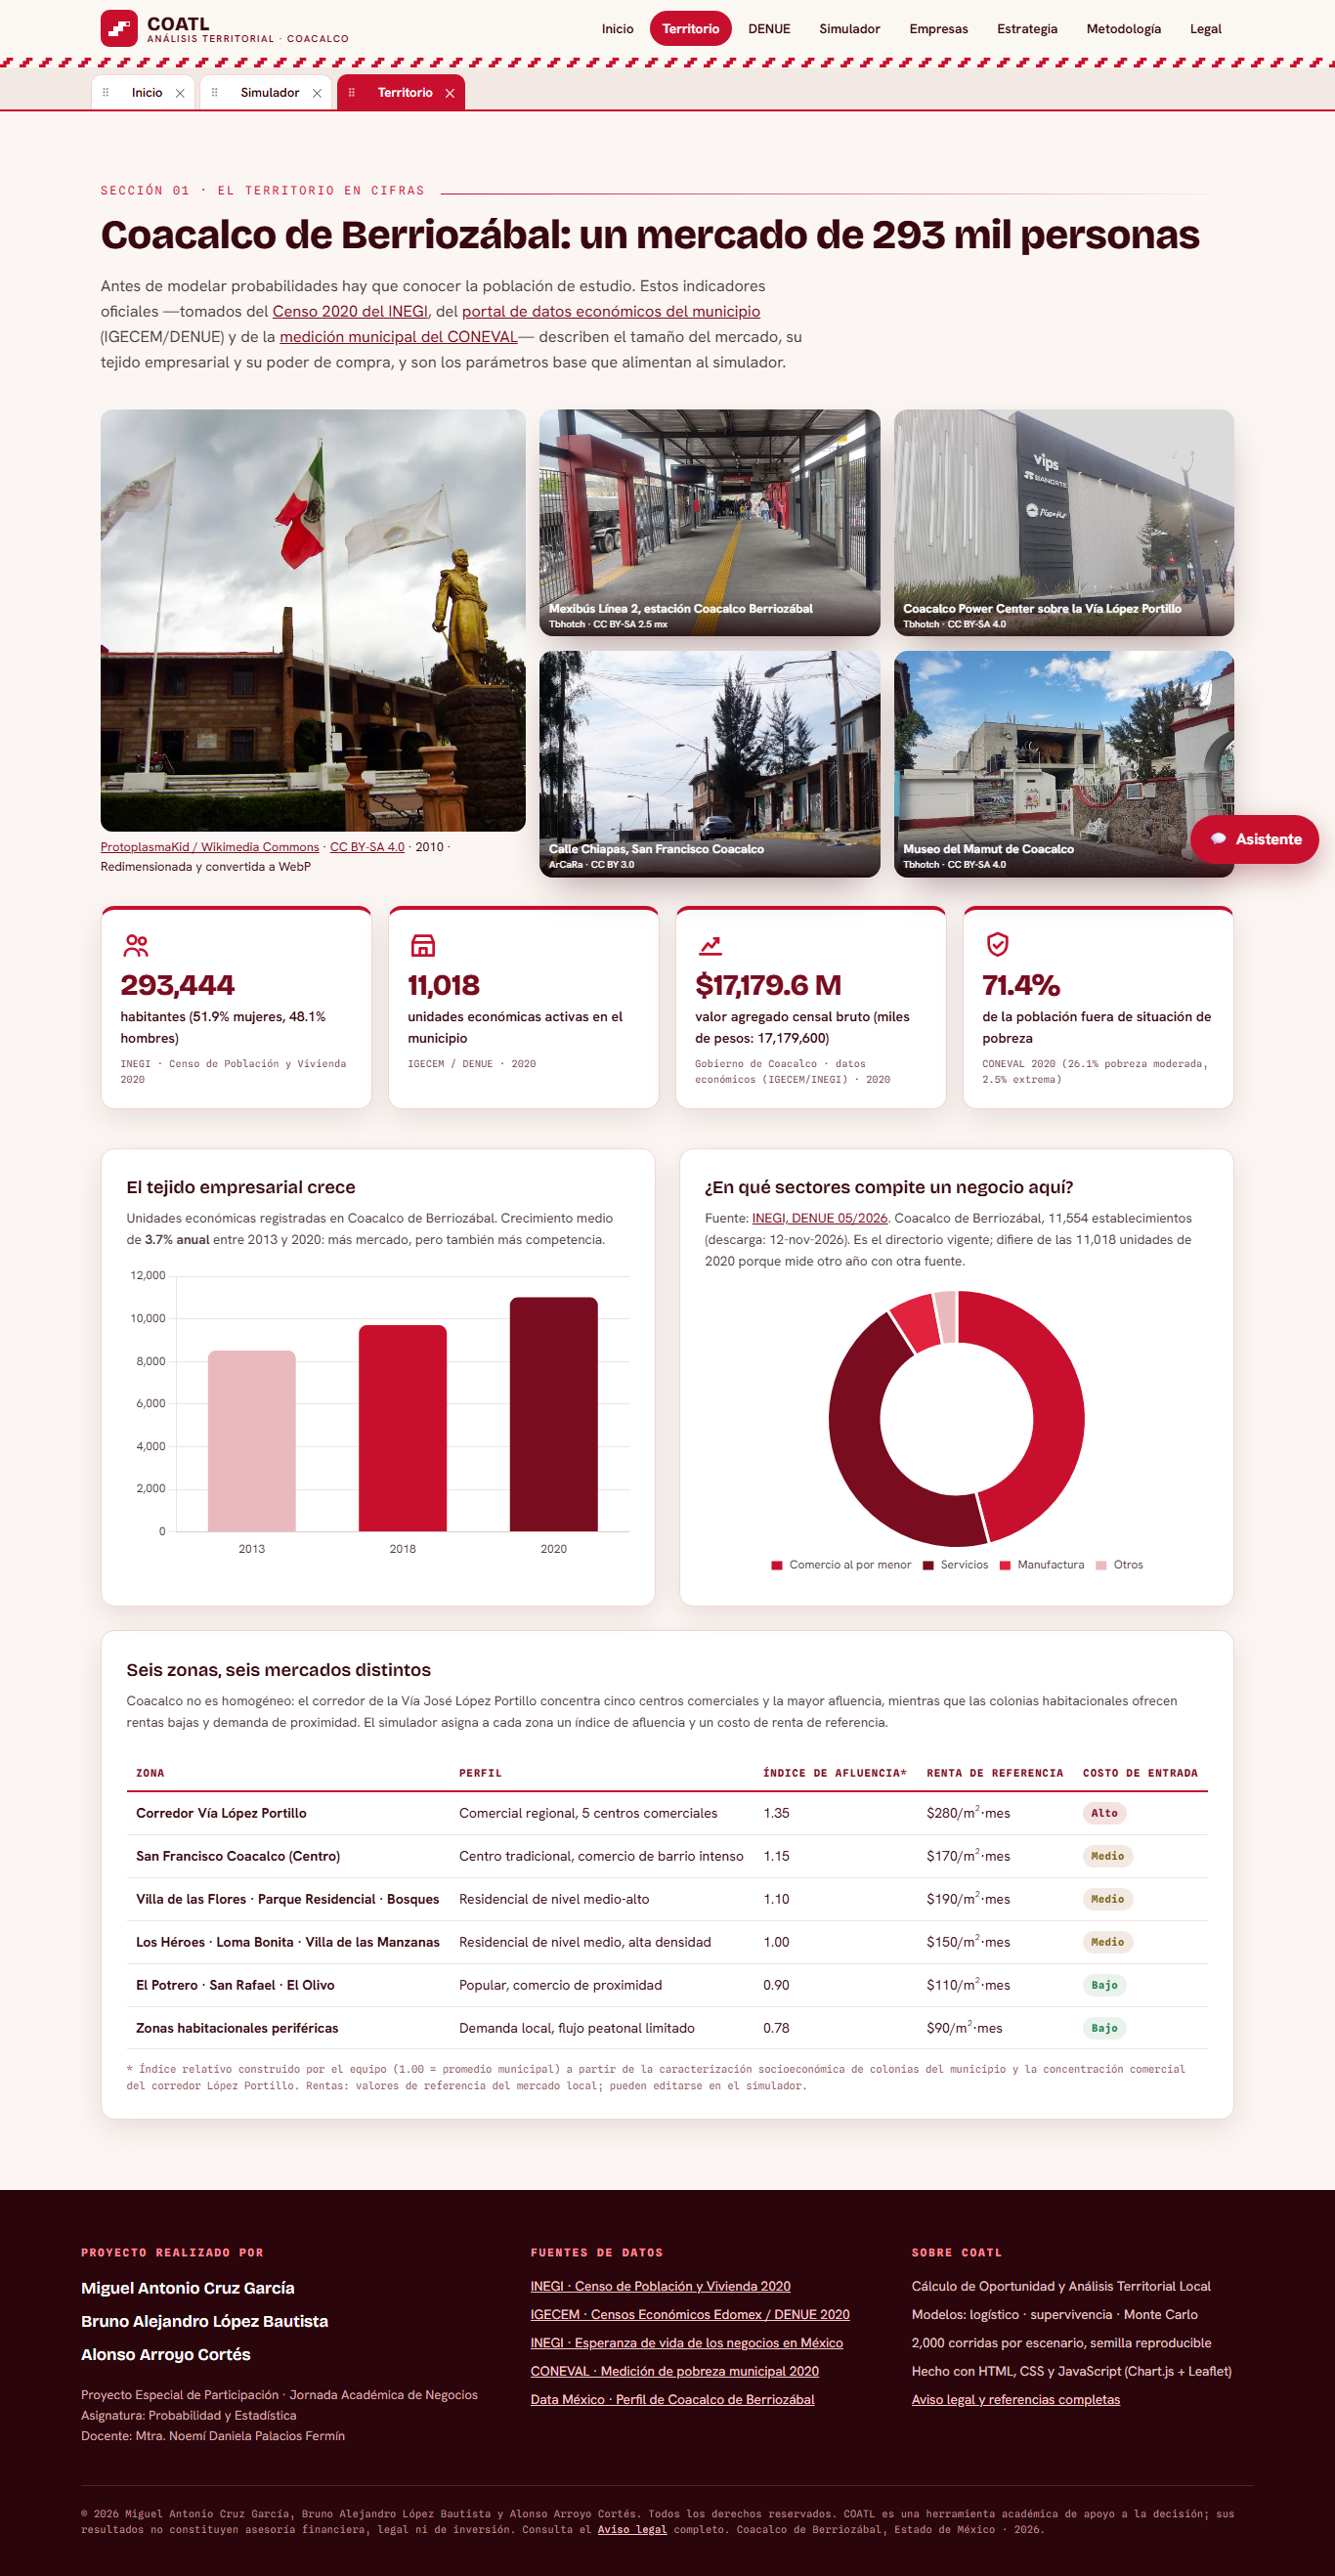 COATL
ANÁLISIS TERRITORIAL · COACALCO
Inicio
Territorio
DENUE
Simulador
Empresas
Estrategia
Metodología
Legal
Inicio
Simulador
Territorio
SECCIÓN 01 · EL TERRITORIO EN CIFRAS
Coacalco de Berriozábal: un mercado de 293 mil personas
Antes de modelar probabilidades hay que conocer la población de estudio. Estos indicadores
oficiales —tomados del Censo 2020 del INEGI, del portal de datos económicos del municipio
(IGECEM/DENUE) y de la medición municipal del CONEVAL— describen el tamaño del mercado, su
tejido empresarial y su poder de compra, y son los parámetros base que alimentan al simulador.
Mexibús Línea 2, estación Coacalco Berriozábal
Tbhotch · CC BY-SA 2.5 mx
vips
BANORTE
Pizza Hut
Coacalco Power Center sobre la Vía López Portillo
Tbhotch · CC BY-SA 4.0
Calle Chiapas, San Francisco Coacalco
ArCaRa · CC BY 3.0
Museo del Mamut de Coacalco
Tbhotch · CC BY-SA 4.0
Asistente
ProtoplasmaKid / Wikimedia Commons · CC BY-SA 4.0 · 2010 ·
Redimensionada y convertida a WebP
293,444
habitantes (51.9% mujeres, 48.1%
hombres)
INEGI · Censo de Población y Vivienda
2020
11,018
unidades económicas activas en el
municipio
IGECEM / DENUE · 2020
$17,179.6 M
valor agregado censal bruto (miles
de pesos: 17,179,600)
Gobierno de Coacalco · datos
económicos (IGECEM/INEGI) · 2020
71.4%
de la población fuera de situación de
pobreza
CONEVAL 2020 (26.1% pobreza moderada,
2.5% extrema)
El tejido empresarial crece
Unidades económicas registradas en Coacalco de Berriozábal. Crecimiento medio
de 3.7% anual entre 2013 y 2020: más mercado, pero también más competencia.
12,000
10,000
8,000
6,000
4,000
2,000
0
2013
2018
2020
¿En qué sectores compite un negocio aquí?
Fuente: INEGI, DENUE 05/2026. Coacalco de Berriozábal, 11,554 establecimientos
(descarga: 12-nov-2026). Es el directorio vigente; difiere de las 11,018 unidades de
2020 porque mide otro año con otra fuente.
Comercio al por menor
Servicios
Manufactura
Otros
Seis zonas, seis mercados distintos
Coacalco no es homogéneo: el corredor de la Vía José López Portillo concentra cinco centros comerciales y la mayor afluencia, mientras que las colonias habitacionales ofrecen
rentas bajas y demanda de proximidad. El simulador asigna a cada zona un índice de afluencia y un costo de renta de referencia.
ZONA PERFIL ÍNDICE DE AFLUENCIA* RENTA DE REFERENCIA COSTO DE ENTRADA
Corredor Vía López Portillo Comercial regional, 5 centros comerciales 1.35 $280/m²·mes Alto
San Francisco Coacalco (Centro) Centro tradicional, comercio de barrio intenso 1.15 $170/m²·mes Medio
Villa de las Flores · Parque Residencial · Bosques Residencial de nivel medio-alto 1.10 $190/m²·mes Medio
Los Héroes · Loma Bonita · Villa de las Manzanas Residencial de nivel medio, alta densidad 1.00 $150/m²·mes Medio
El Potrero · San Rafael · El Olivo Popular, comercio de proximidad 0.90 $110/m²·mes Bajo
Zonas habitacionales periféricas Demanda local, flujo peatonal limitado 0.78 $90/m²·mes Bajo
* Índice relativo construido por el equipo (1.00 = promedio municipal) a partir de la caracterización socioeconómica de colonias del municipio y la concentración comercial
del corredor López Portillo. Rentas: valores de referencia del mercado local; pueden editarse en el simulador.
PROYECTO REALIZADO POR
Miguel Antonio Cruz García
Bruno Alejandro López Bautista
Alonso Arroyo Cortés
Proyecto Especial de Participación · Jornada Académica de Negocios
Asignatura: Probabilidad y Estadística
Docente: Mtra. Noemí Daniela Palacios Fermín
FUENTES DE DATOS
INEGI · Censo de Población y Vivienda 2020
IGECEM · Censos Económicos Edomex / DENUE 2020
INEGI · Esperanza de vida de los negocios en México
CONEVAL · Medición de pobreza municipal 2020
Data México · Perfil de Coacalco de Berriozábal
SOBRE COATL
Cálculo de Oportunidad y Análisis Territorial Local
Modelos: logístico · supervivencia · Monte Carlo
2,000 corridas por escenario, semilla reproducible
Hecho con HTML, CSS y JavaScript (Chart.js + Leaflet)
Aviso legal y referencias completas
© 2026 Miguel Antonio Cruz García, Bruno Alejandro López Bautista y Alonso Arroyo Cortés. Todos los derechos reservados. COATL es una herramienta académica de apoyo a la decisión; sus
resultados no constituyen asesoría financiera, legal ni de inversión. Consulta el Aviso legal completo. Coacalco de Berriozábal, Estado de México · 2026.